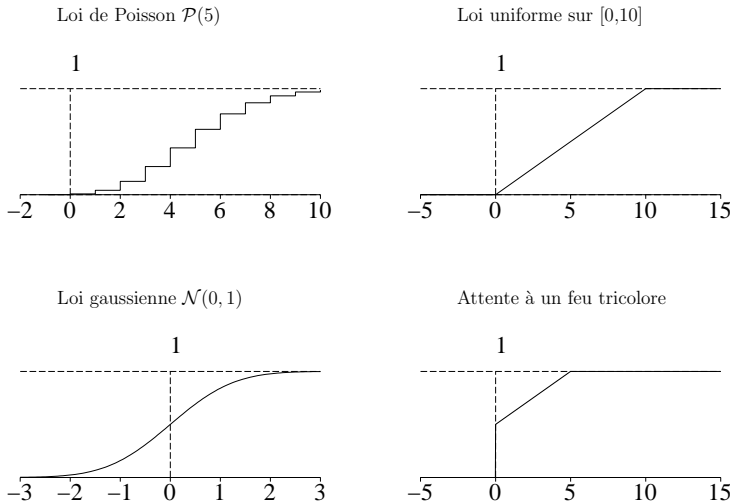 Loi de Poisson 𝒫(5)
1
−2 0 2 4 6 8 10
Loi uniforme sur [0,10]
1
−5 0 5 10 15
Loi gaussienne 𝒩(0, 1)
1
−3 −2 −1 0 1 2 3
Attente à un feu tricolore
1
−5 0 5 10 15